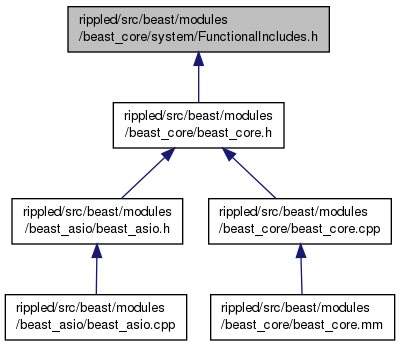 rippled/src/beast/modules
/beast_core/system/FunctionalIncludes.h
rippled/src/beast/modules
/beast_core/beast_core.h
rippled/src/beast/modules
/beast_asio/beast_asio.h
rippled/src/beast/modules
/beast_core/beast_core.cpp
rippled/src/beast/modules
/beast_asio/beast_asio.cpp
rippled/src/beast/modules
/beast_core/beast_core.mm